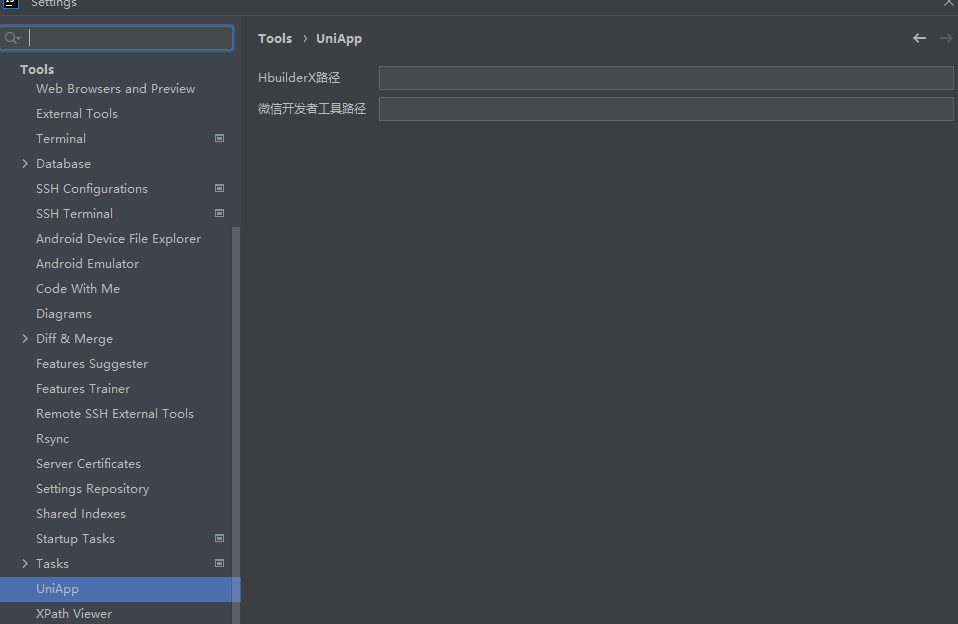 Settings
Tools › UniApp
HbuilderX路径
微信开发者工具路径
Tools
Web Browsers and Preview
External Tools
Terminal
Database
SSH Configurations
SSH Terminal
Android Device File Explorer
Android Emulator
Code With Me
Diagrams
Diff & Merge
Features Suggester
Features Trainer
Remote SSH External Tools
Rsync
Server Certificates
Settings Repository
Shared Indexes
Startup Tasks
Tasks
UniApp
XPath Viewer